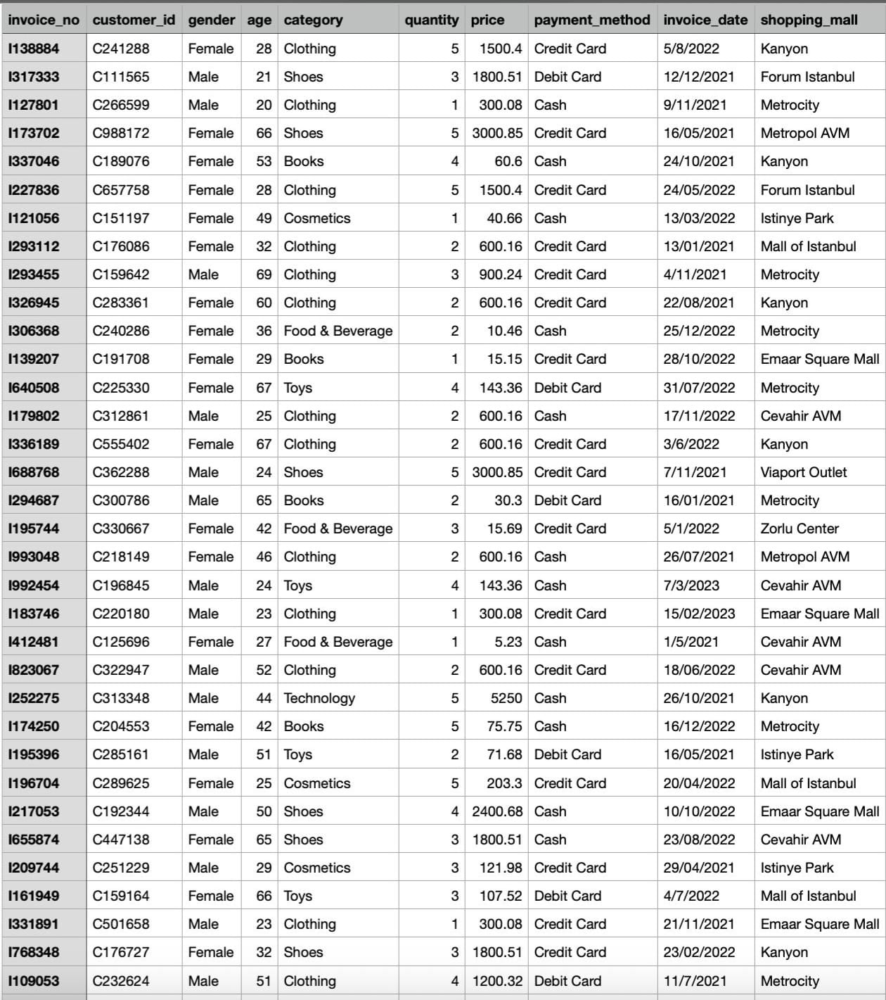 invoice_no customer_id gender age category quantity price payment_method invoice_date shopping_mall
I138884 C241288 Female 28 Clothing 5 1500.4 Credit Card 5/8/2022 Kanyon
I317333 C111565 Male 21 Shoes 3 1800.51 Debit Card 12/12/2021 Forum Istanbul
I127801 C266599 Male 20 Clothing 1 300.08 Cash 9/11/2021 Metrocity
I173702 C988172 Female 66 Shoes 5 3000.85 Credit Card 16/05/2021 Metropol AVM
I337046 C189076 Female 53 Books 4 60.6 Cash 24/10/2021 Kanyon
I227836 C657758 Female 28 Clothing 5 1500.4 Credit Card 24/05/2022 Forum Istanbul
I121056 C151197 Female 49 Cosmetics 1 40.66 Cash 13/03/2022 Istinye Park
I293112 C176086 Female 32 Clothing 2 600.16 Credit Card 13/01/2021 Mall of Istanbul
I293455 C159642 Male 69 Clothing 3 900.24 Credit Card 4/11/2021 Metrocity
I326945 C283361 Female 60 Clothing 2 600.16 Credit Card 22/08/2021 Kanyon
I306368 C240286 Female 36 Food & Beverage 2 10.46 Cash 25/12/2022 Metrocity
I139207 C191708 Female 29 Books 1 15.15 Credit Card 28/10/2022 Emaar Square Mall
I640508 C225330 Female 67 Toys 4 143.36 Debit Card 31/07/2022 Metrocity
I179802 C312861 Male 25 Clothing 2 600.16 Cash 17/11/2022 Cevahir AVM
I336189 C555402 Female 67 Clothing 2 600.16 Credit Card 3/6/2022 Kanyon
I688768 C362288 Male 24 Shoes 5 3000.85 Credit Card 7/11/2021 Viaport Outlet
I294687 C300786 Male 65 Books 2 30.3 Debit Card 16/01/2021 Metrocity
I195744 C330667 Female 42 Food & Beverage 3 15.69 Credit Card 5/1/2022 Zorlu Center
I993048 C218149 Female 46 Clothing 2 600.16 Cash 26/07/2021 Metropol AVM
I992454 C196845 Male 24 Toys 4 143.36 Cash 7/3/2023 Cevahir AVM
I183746 C220180 Male 23 Clothing 1 300.08 Credit Card 15/02/2023 Emaar Square Mall
I412481 C125696 Female 27 Food & Beverage 1 5.23 Cash 1/5/2021 Cevahir AVM
I823067 C322947 Male 52 Clothing 2 600.16 Credit Card 18/06/2022 Cevahir AVM
I252275 C313348 Male 44 Technology 5 5250 Cash 26/10/2021 Kanyon
I174250 C204553 Female 42 Books 5 75.75 Cash 16/12/2022 Metrocity
I195396 C285161 Male 51 Toys 2 71.68 Debit Card 16/05/2021 Istinye Park
I196704 C289625 Female 25 Cosmetics 5 203.3 Credit Card 20/04/2022 Mall of Istanbul
I217053 C192344 Male 50 Shoes 4 2400.68 Cash 10/10/2022 Emaar Square Mall
I655874 C447138 Female 65 Shoes 3 1800.51 Cash 23/08/2022 Cevahir AVM
I209744 C251229 Male 29 Cosmetics 3 121.98 Credit Card 29/04/2021 Istinye Park
I161949 C159164 Female 66 Toys 3 107.52 Debit Card 4/7/2022 Mall of Istanbul
I331891 C501658 Male 23 Clothing 1 300.08 Credit Card 21/11/2021 Emaar Square Mall
I768348 C176727 Female 32 Shoes 3 1800.51 Credit Card 23/02/2022 Kanyon
I109053 C232624 Male 51 Clothing 4 1200.32 Debit Card 11/7/2021 Metrocity